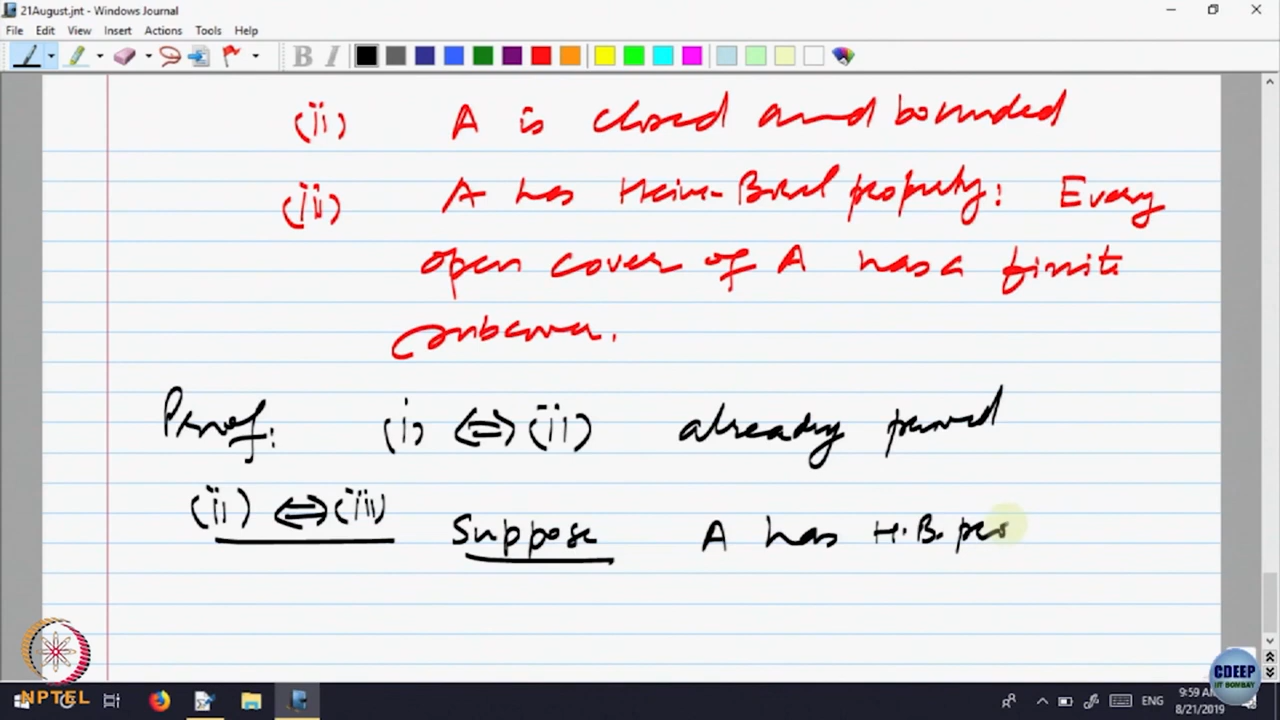 21August.jnt - Windows Journal
File Edit View Insert Actions Tools Help
B I
(ii) A is closed and bounded
(iii) A has Heine-Borel property: Every
open cover of A has a finite
subcover.
Proof: (i) ⇔ (ii) already proved
(ii) ⇔ (iii) Suppose A has H.B. pro
CDEEP
IIT BOMBAY
NPTEL
ENG
9:59 AM
8/21/2019